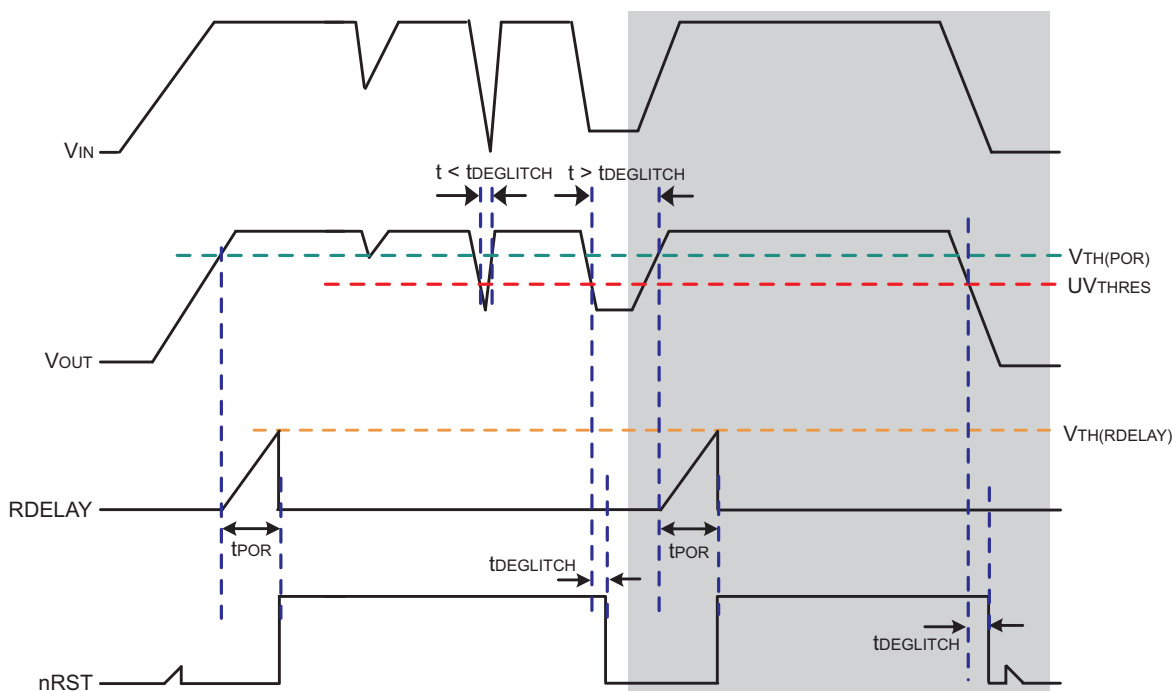 VIN
t < tDEGLITCH
t > tDEGLITCH
VTH(POR)
UVTHRES
VOUT
VTH(RDELAY)
RDELAY
tPOR
tPOR
tDEGLITCH
tDEGLITCH
nRST